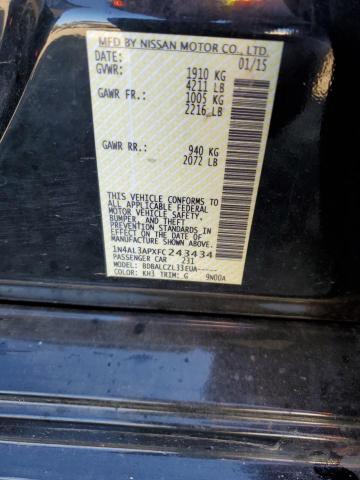 MFD BY NISSAN MOTOR CO., LTD.
DATE: 01/15
GVWR: 1910 KG
4211 LB
GAWR FR: 1005 KG
2216 LB
GAWR RR: 940 KG
2072 LB
THIS VEHICLE CONFORMS TO
ALL APPLICABLE FEDERAL
MOTOR VEHICLE SAFETY,
BUMPER, AND THEFT
PREVENTION STANDARDS
IN EFFECT ON THE DATE OF
MANUFACTURE SHOWN ABOVE.
1N4AL3APXFC243434
PASSENGER CAR 231
MODEL: BDBALCZL33EUA-----
COLOR: KH3 TRIM: G 9N00A